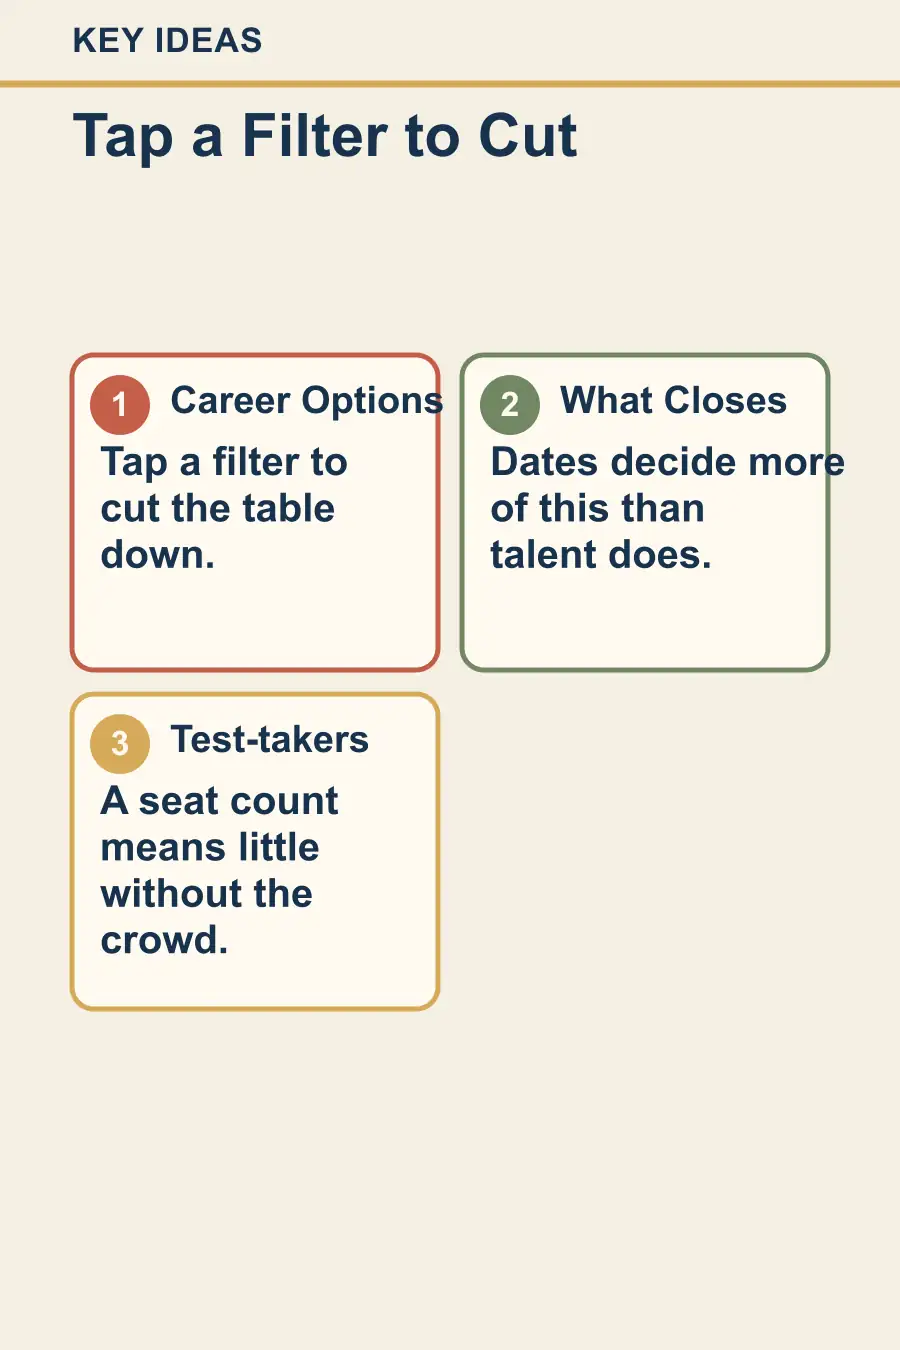 KEY IDEAS
Tap a Filter to Cut
1 Career Options
Tap a filter to
cut the table
down.
2 What Closes
Dates decide more
of this than
talent does.
3 Test-takers
A seat count
means little
without the
crowd.